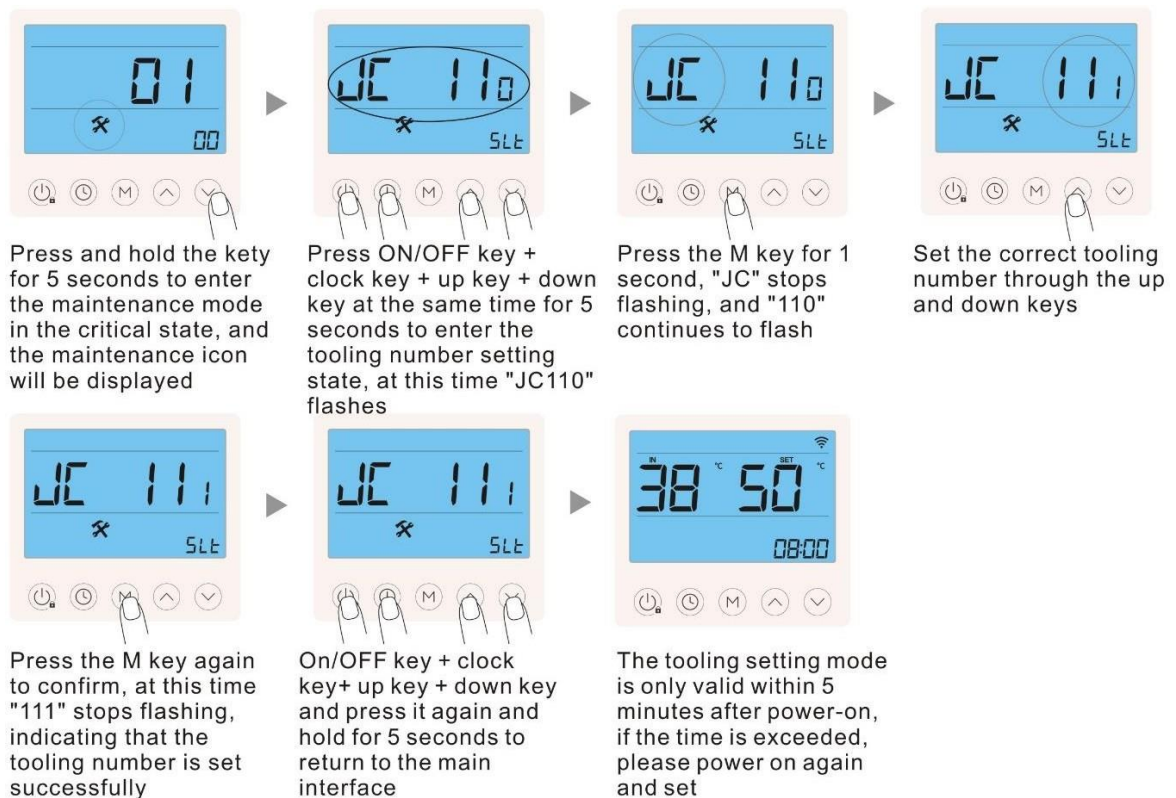 01
00
M
Press and hold the kety
for 5 seconds to enter
the maintenance mode
in the critical state, and
the maintenance icon
will be displayed
JC 110
SLt
M
Press ON/OFF key +
clock key + up key + down
key at the same time for 5
seconds to enter the
tooling number setting
state, at this time "JC110"
flashes
JC 110
SLt
M
Press the M key for 1
second, "JC" stops
flashing, and "110"
continues to flash
JC 111
SLt
M
Set the correct tooling
number through the up
and down keys
JC 111
SLt
M
Press the M key again
to confirm, at this time
"111" stops flashing,
indicating that the
tooling number is set
successfully
JC 111
SLt
M
On/OFF key + clock
key+ up key + down key
and press it again and
hold for 5 seconds to
return to the main
interface
IN SET
38 °C 50 °C
08:00
M
The tooling setting mode
is only valid within 5
minutes after power-on,
if the time is exceeded,
please power on again
and set